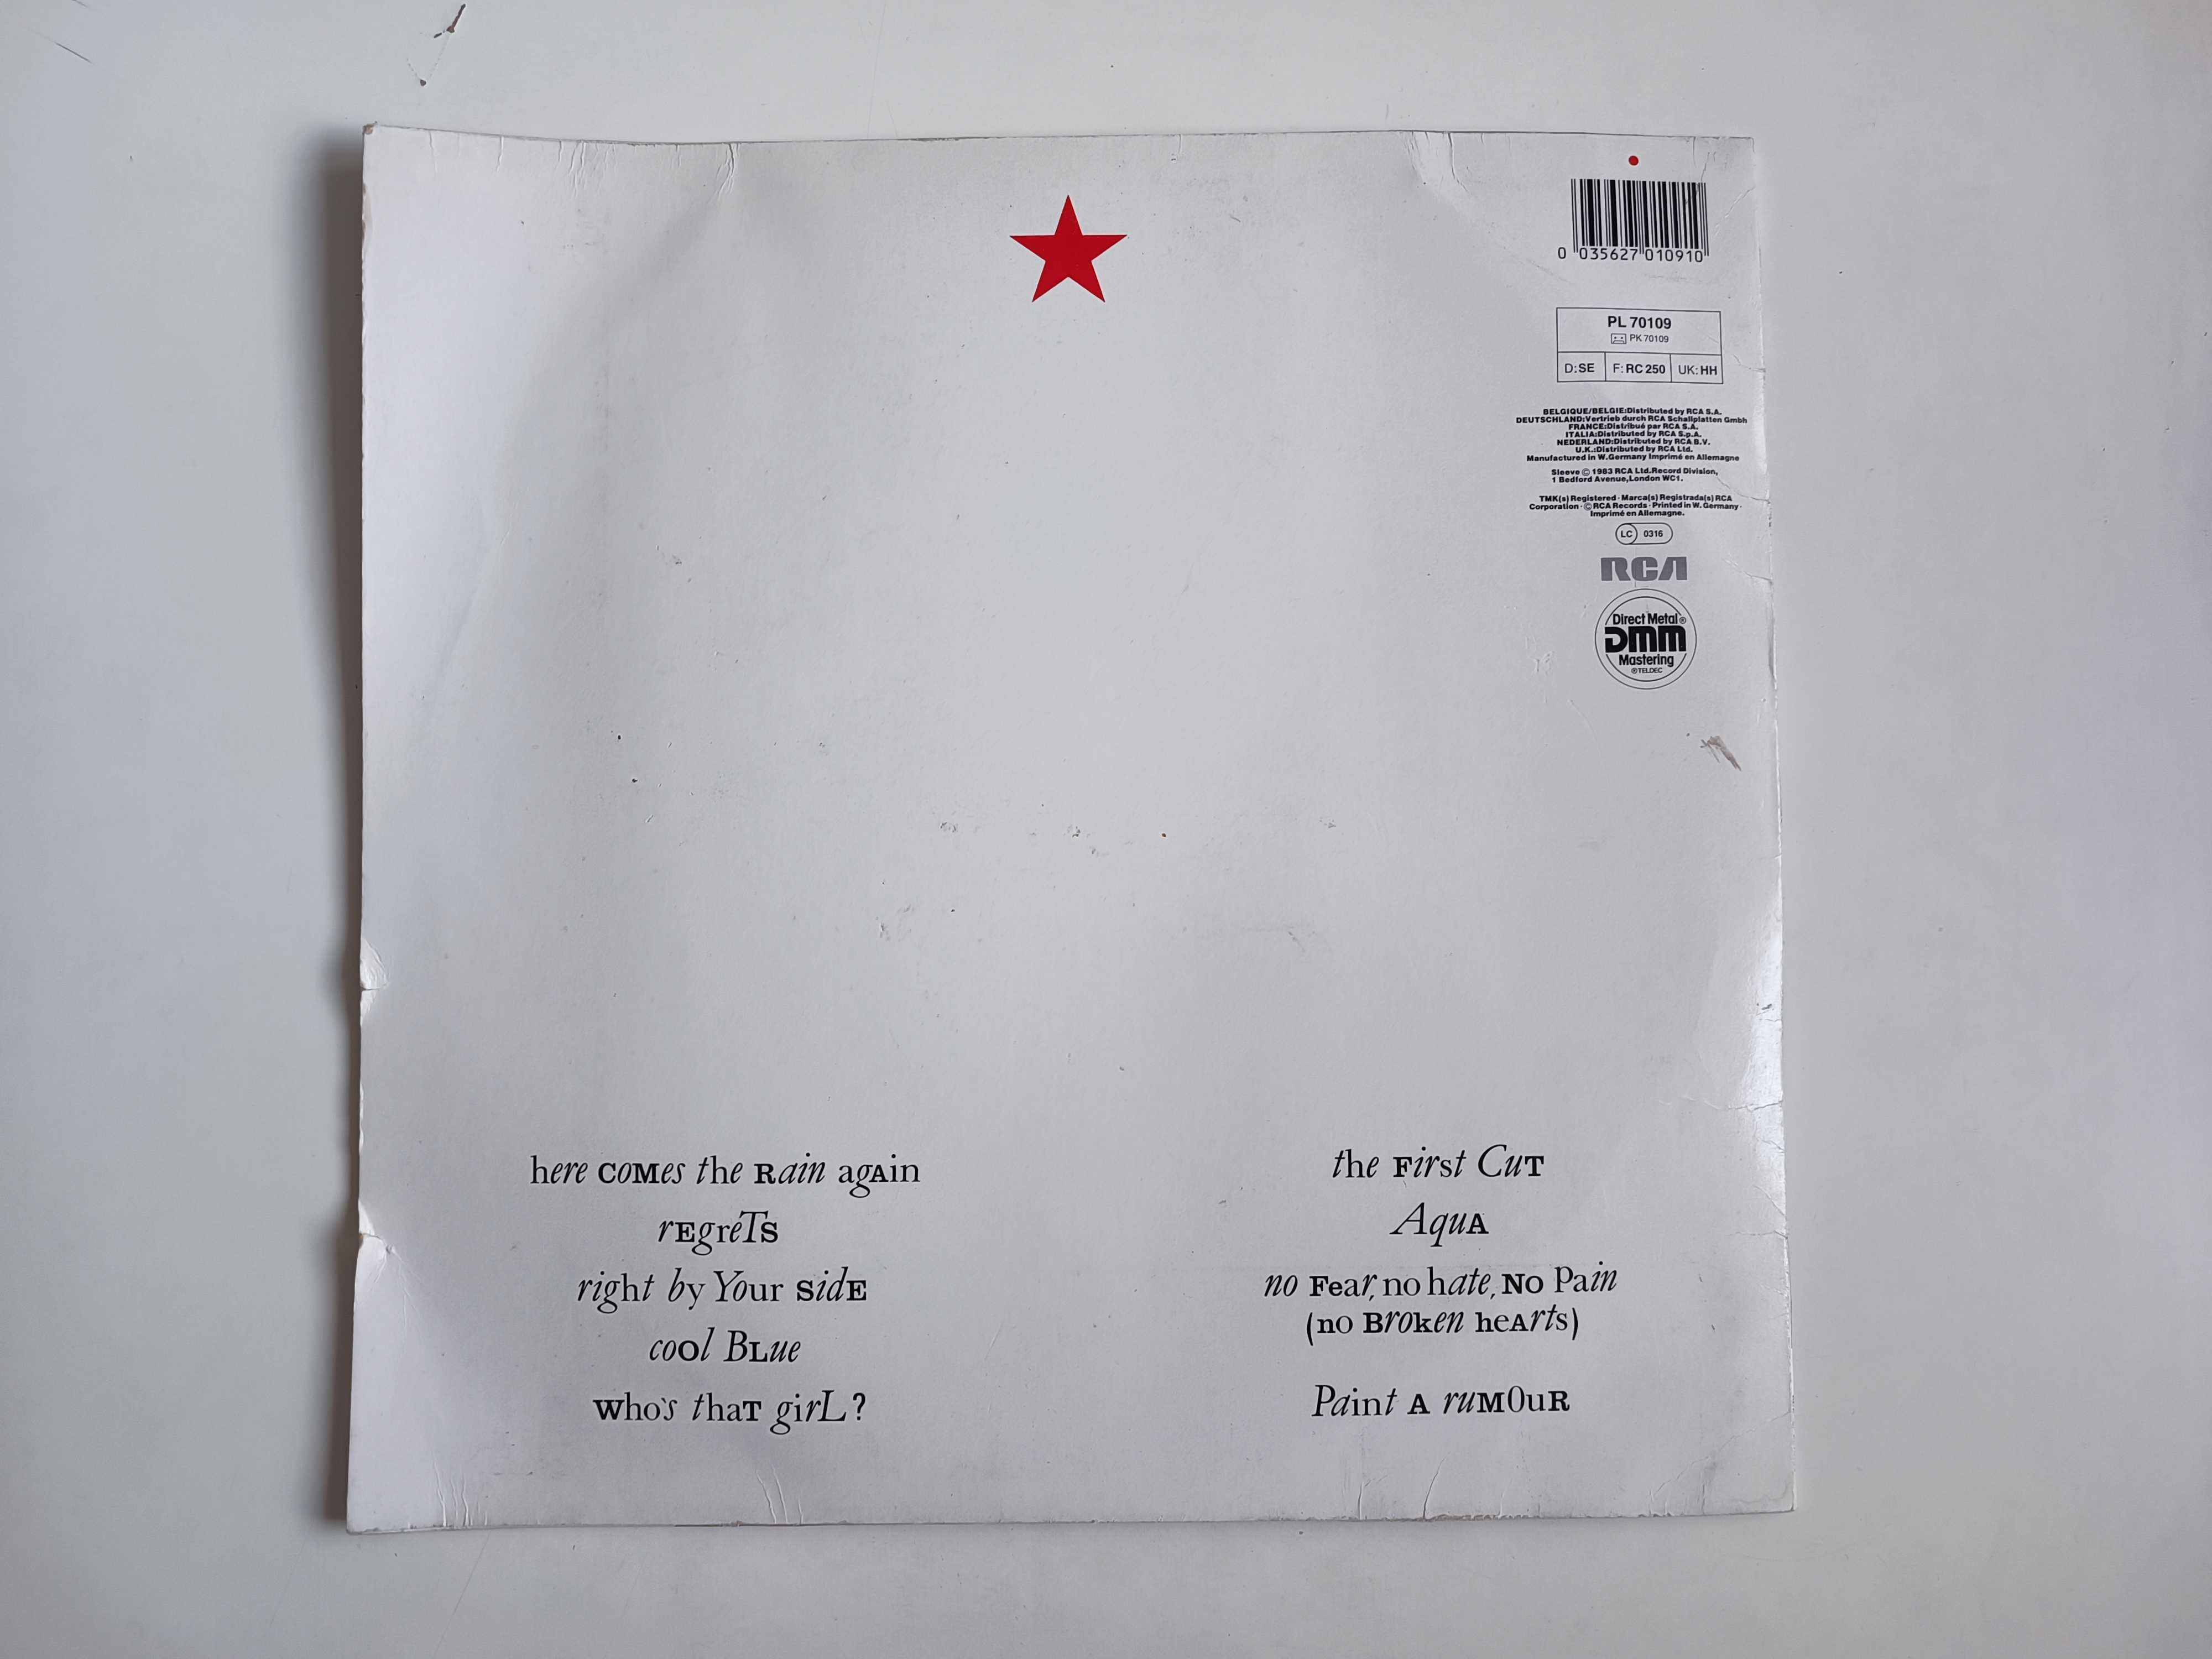 0 035627 010910
PL 70109
PK 70109
D: SE F: RC 250 UK: HH
BELGIQUE/BELGIE:Distributed by RCA S.A.
DEUTSCHLAND:Vertrieb durch RCA Schallplatten Gmbh
FRANCE:Distribué par RCA S.A.
ITALIA:Distributed by RCA S.p.A.
NEDERLAND:Distributed by RCA B.V.
U.K.:Distributed by RCA Ltd.
Manufactured in W.Germany Imprimé en Allemagne
Sleeve © 1983 RCA Ltd.Record Division,
1 Bedford Avenue,London WC1.
TMK(s) Registered · Marca(s) Registrada(s) RCA
Corporation · © RCA Records · Printed in W. Germany ·
Imprimé en Allemagne.
LC 0316
RCA
Direct Metal®
DMM
Mastering
®TELDEC
here COMes the Rain agAin
rEgréTS
right by Your SidE
coOl BLue
Who's thaT girL?
the First CuT
AquA
no Fear, no hate, NO Pain
(no BroKen heArts)
Paint A ruMOuR